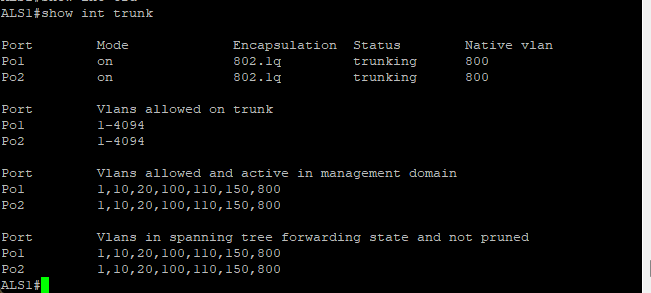 ALS1#show int trunk
Port Mode Encapsulation Status Native vlan
Po1 on 802.1q trunking 800
Po2 on 802.1q trunking 800
Port Vlans allowed on trunk
Po1 1-4094
Po2 1-4094
Port Vlans allowed and active in management domain
Po1 1,10,20,100,110,150,800
Po2 1,10,20,100,110,150,800
Port Vlans in spanning tree forwarding state and not pruned
Po1 1,10,20,100,110,150,800
Po2 1,10,20,100,110,150,800
ALS1#